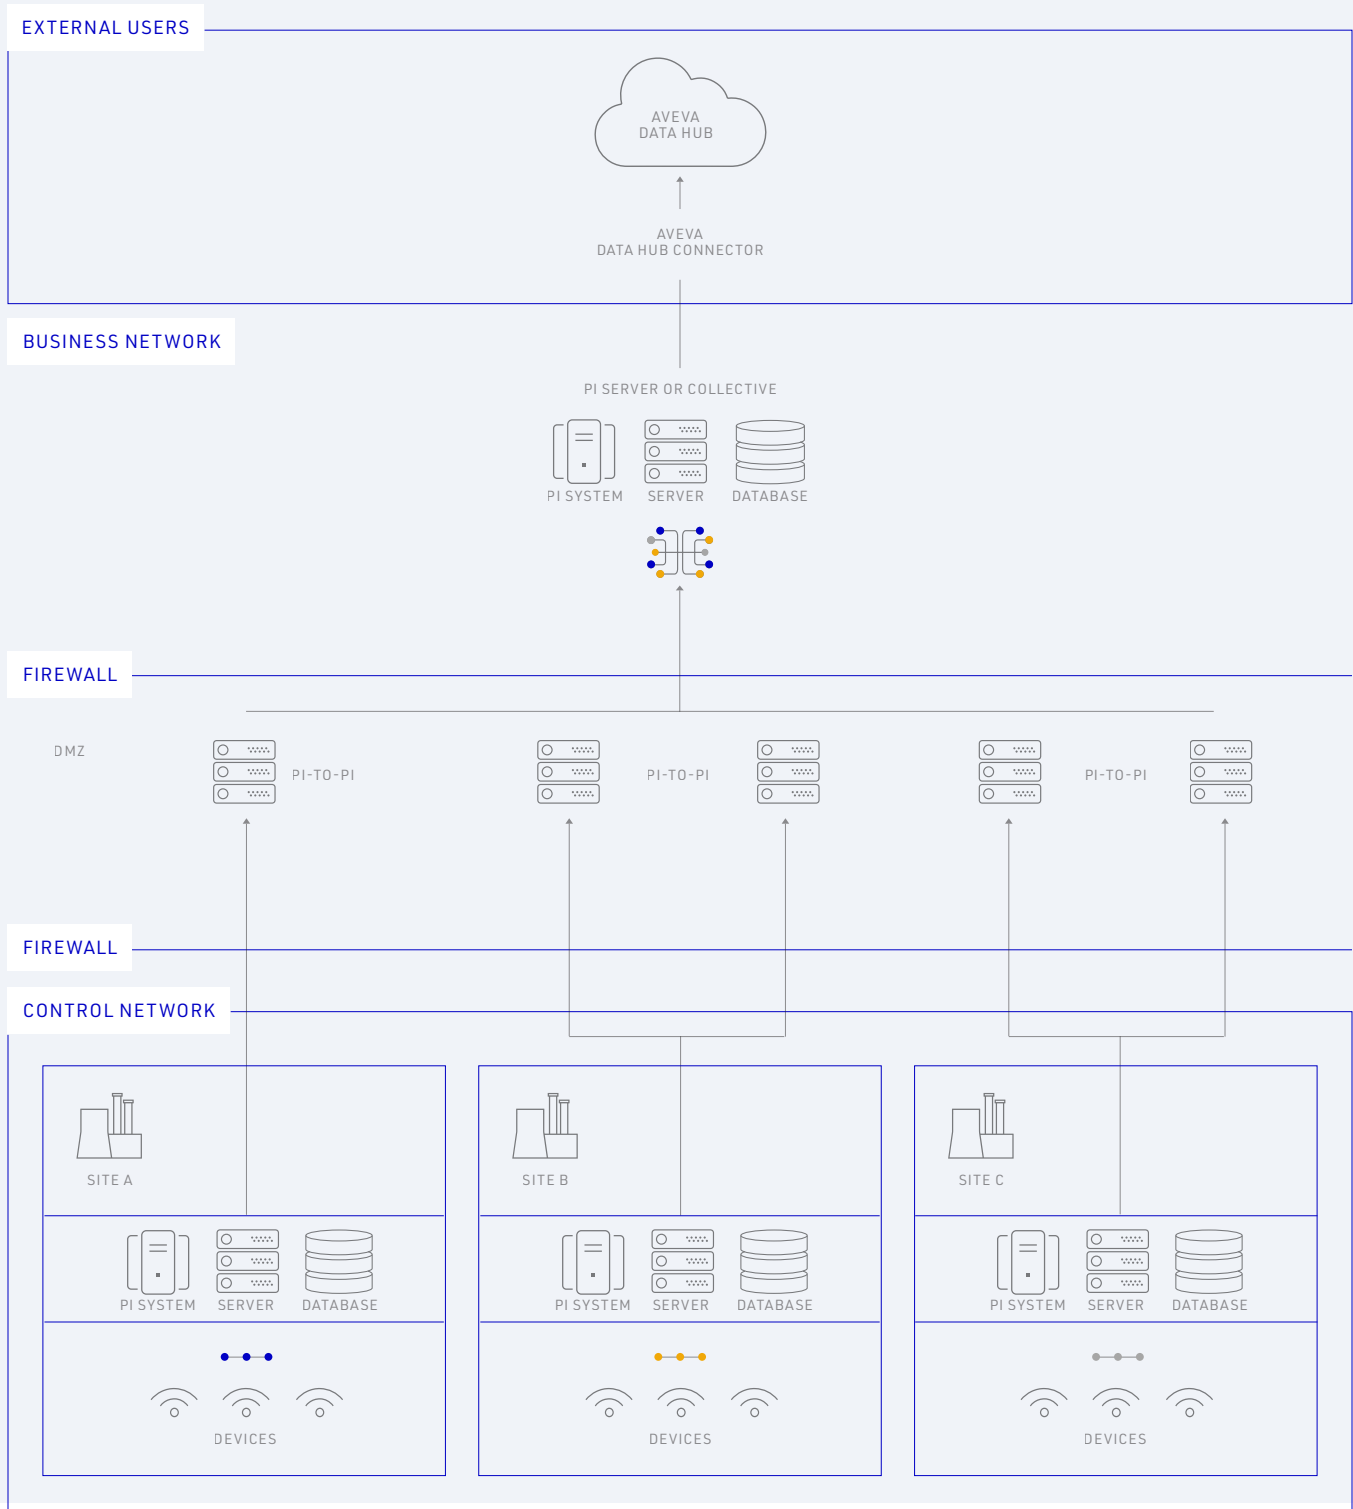 EXTERNAL USERS
AVEVA
DATA HUB
AVEVA
DATA HUB CONNECTOR
BUSINESS NETWORK
PI SERVER OR COLLECTIVE
PI SYSTEM SERVER DATABASE
FIREWALL
DMZ
PI-TO-PI PI-TO-PI PI-TO-PI
FIREWALL
CONTROL NETWORK
SITE A SITE B SITE C
PI SYSTEM SERVER DATABASE PI SYSTEM SERVER DATABASE PI SYSTEM SERVER DATABASE
DEVICES DEVICES DEVICES